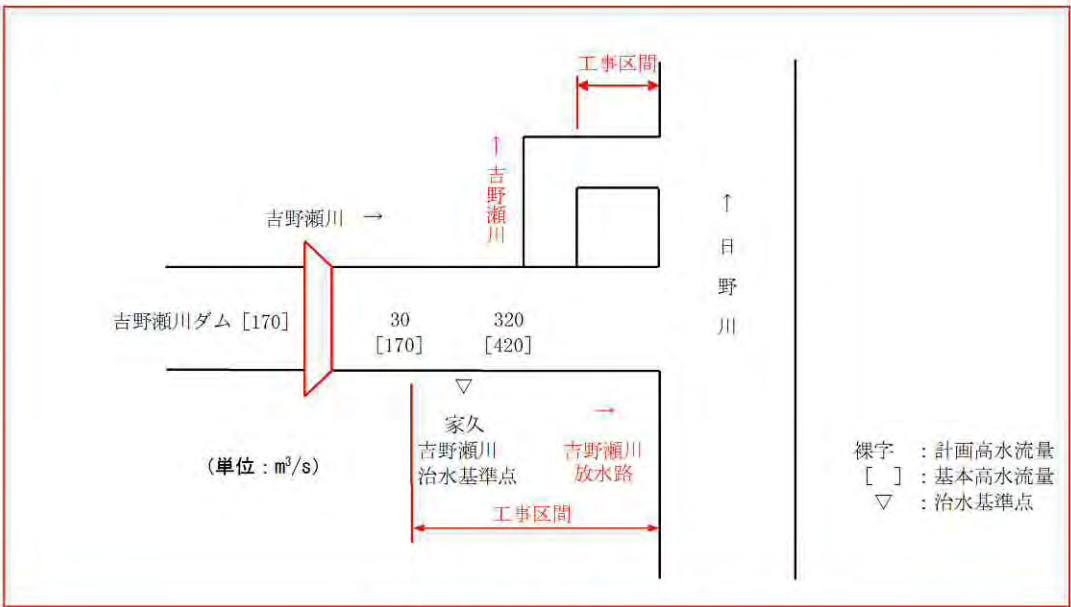 工事区間
↑吉野瀬川
吉野瀬川 →
↑日野川
吉野瀬川ダム [170]
30
[170]
320
[420]
▽
家久
吉野瀬川
治水基準点
→
吉野瀬川
放水路
(単位：m³/s)
工事区間
裸字 ：計画高水流量
[ ] ：基本高水流量
▽ ：治水基準点